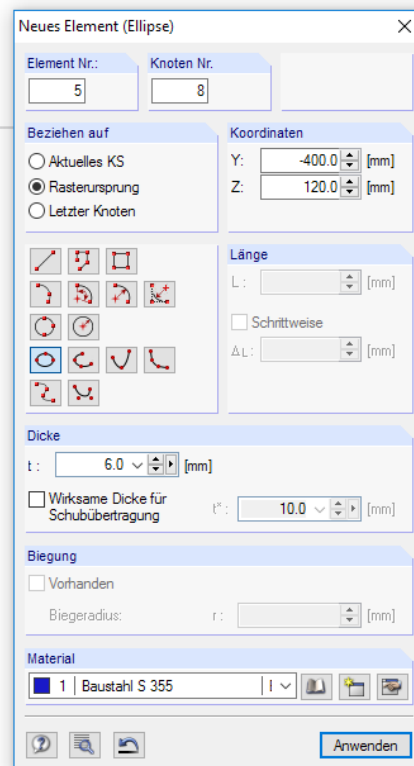 Neues Element (Ellipse)
Element Nr.:
Knoten Nr.
5
8
Beziehen auf
Koordinaten
Aktuelles KS
Y:
-400.0
[mm]
Rasterursprung
Z:
120.0
[mm]
Letzter Knoten
Länge
L :
[mm]
Schrittweise
ΔL:
[mm]
Dicke
t :
6.0
[mm]
Wirksame Dicke für
Schubübertragung
t*:
10.0
[mm]
Biegung
Vorhanden
Biegeradius:
r :
[mm]
Material
1
Baustahl S 355
Anwenden